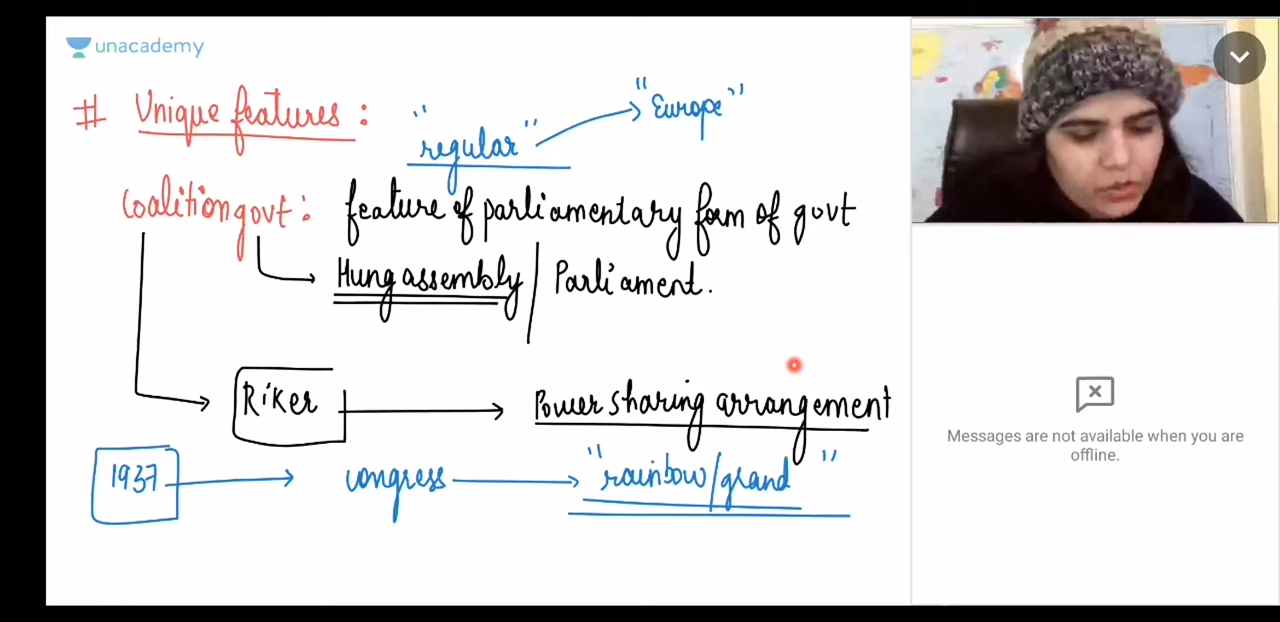 unacademy
# Unique features :
"regular"
"Europe"
Coalition govt : feature of parliamentary form of govt
Hung assembly / Parliament.
Riker
Power sharing arrangement
1937
congress
"rainbow/grand"
Messages are not available when you are
offline.